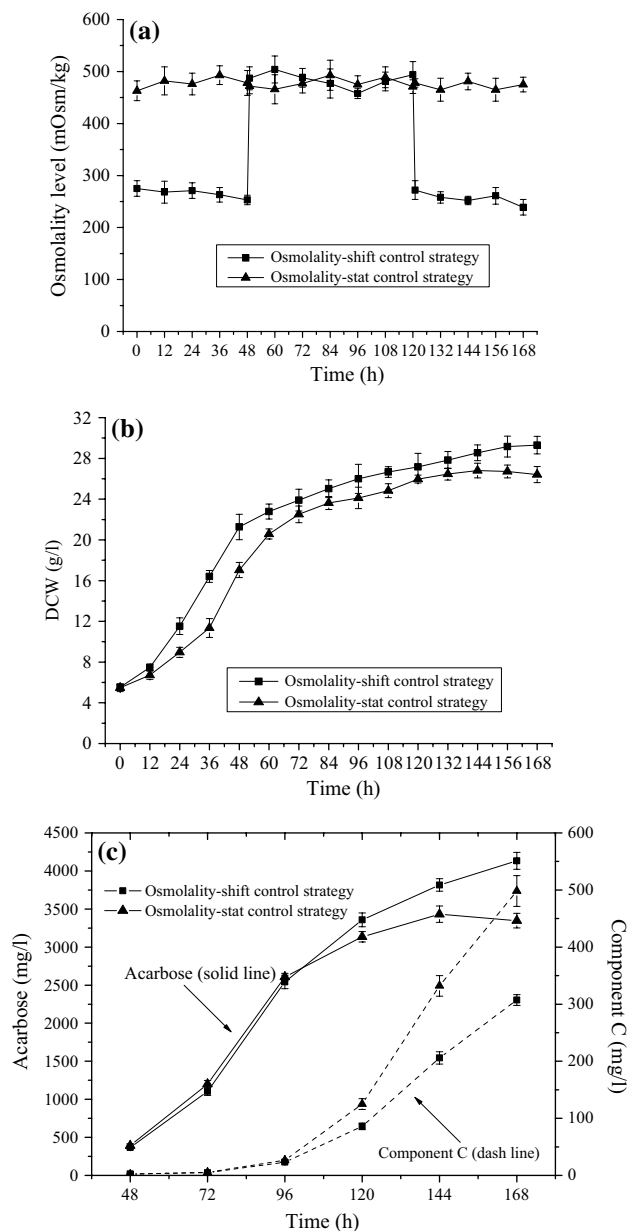 (a)
Osmolality level (mOsm/kg)
600
500
400
300
200
100
0
Osmolality-shift control strategy
Osmolality-stat control strategy
0 12 24 36 48 60 72 84 96 108 120 132 144 156 168
Time (h)
(b)
DCW (g/l)
32
28
24
20
16
12
8
4
0
Osmolality-shift control strategy
Osmolality-stat control strategy
0 12 24 36 48 60 72 84 96 108 120 132 144 156 168
Time (h)
(c)
Acarbose (mg/l)
4500
4000
3500
3000
2500
2000
1500
1000
500
0
Osmolality-shift control strategy
Osmolality-stat control strategy
Acarbose (solid line)
Component C (dash line)
600
500
400
300
200
100
0
Component C (mg/l)
48 72 96 120 144 168
Time (h)